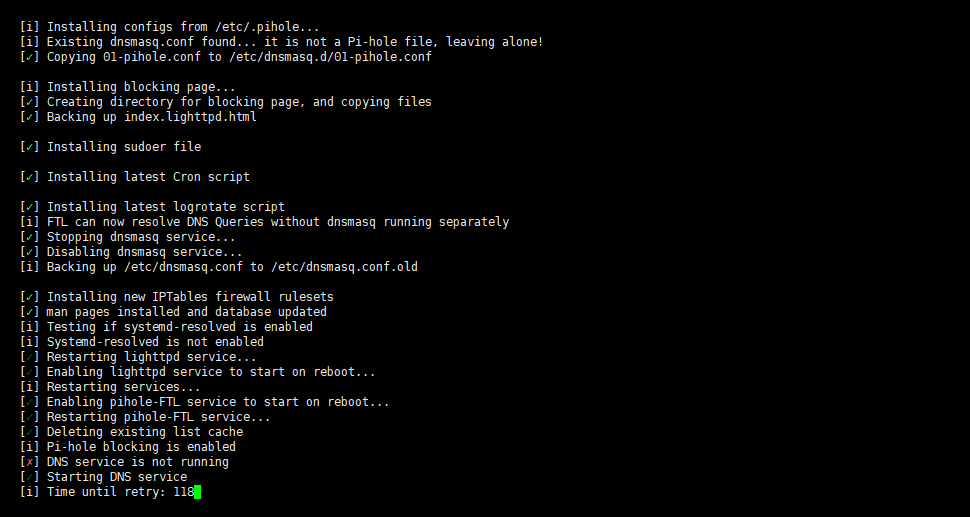 [i] Installing configs from /etc/.pihole...
[i] Existing dnsmasq.conf found... it is not a Pi-hole file, leaving alone!
[✓] Copying 01-pihole.conf to /etc/dnsmasq.d/01-pihole.conf
[i] Installing blocking page...
[✓] Creating directory for blocking page, and copying files
[✓] Backing up index.lighttpd.html
[✓] Installing sudoer file
[✓] Installing latest Cron script
[✓] Installing latest logrotate script
[i] FTL can now resolve DNS Queries without dnsmasq running separately
[✓] Stopping dnsmasq service...
[✓] Disabling dnsmasq service...
[i] Backing up /etc/dnsmasq.conf to /etc/dnsmasq.conf.old
[✓] Installing new IPTables firewall rulesets
[✓] man pages installed and database updated
[i] Testing if systemd-resolved is enabled
[i] Systemd-resolved is not enabled
[✓] Restarting lighttpd service...
[✓] Enabling lighttpd service to start on reboot...
[i] Restarting services...
[✓] Enabling pihole-FTL service to start on reboot...
[✓] Restarting pihole-FTL service...
[✓] Deleting existing list cache
[i] Pi-hole blocking is enabled
[✗] DNS service is not running
[✓] Starting DNS service
[i] Time until retry: 118